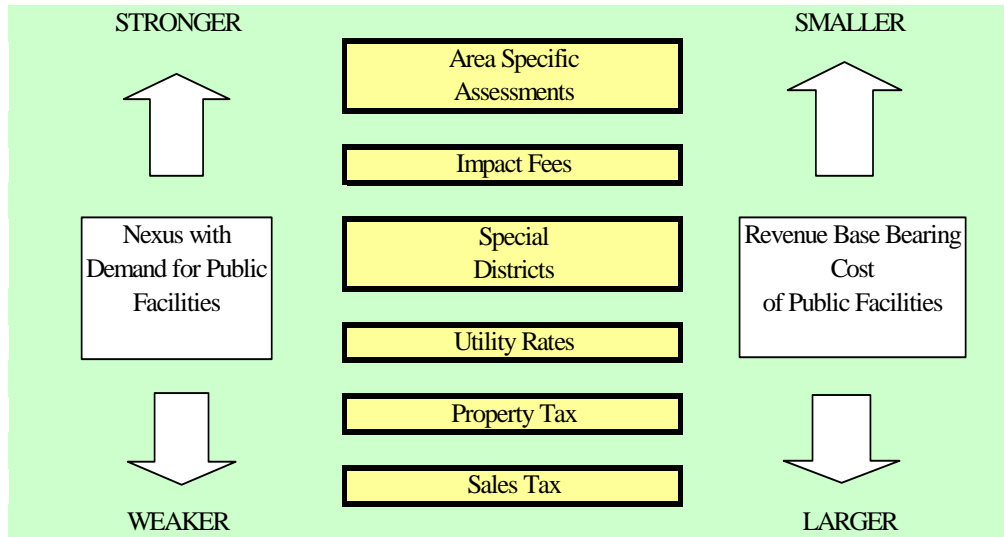 STRONGER
SMALLER
Area Specific
Assessments
Impact Fees
Nexus with
Demand for Public
Facilities
Special
Districts
Revenue Base Bearing
Cost
of Public Facilities
Utility Rates
Property Tax
Sales Tax
WEAKER
LARGER